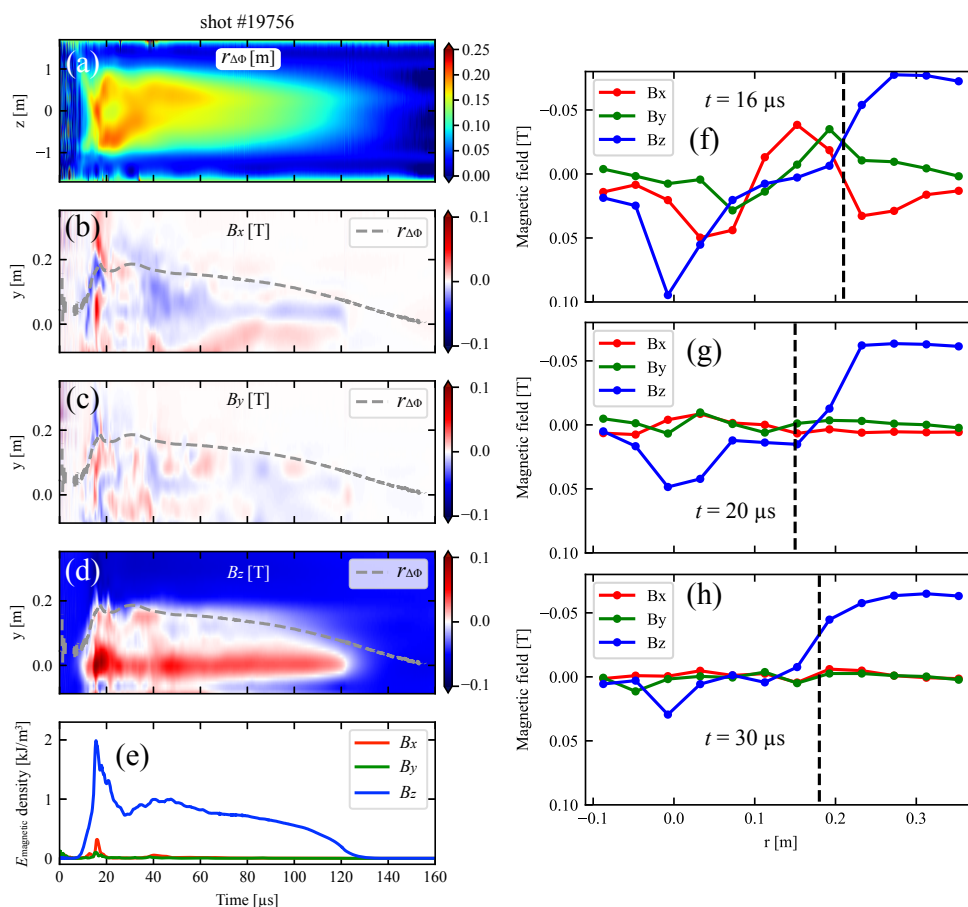 shot #19756
(a)
r_ΔΦ [m]
z [m]
1
0
−1
0.25
0.20
0.15
0.10
0.05
0.00
(b)
B_x [T]
r_ΔΦ
y [m]
0.2
0.0
0.1
0.0
−0.1
(c)
B_y [T]
r_ΔΦ
y [m]
0.2
0.0
0.1
0.0
−0.1
(d)
B_z [T]
r_ΔΦ
y [m]
0.2
0.0
0.1
0.0
−0.1
(e)
Bx
By
Bz
E_magnetic density [kJ/m³]
2
1
0
0 20 40 60 80 100 120 140 160
Time [µs]
Bx
By
Bz
t = 16 µs
(f)
Magnetic field [T]
-0.05
0.00
0.05
0.10
Bx
By
Bz
(g)
t = 20 µs
Magnetic field [T]
-0.05
0.00
0.05
0.10
Bx
By
Bz
(h)
t = 30 µs
Magnetic field [T]
-0.05
0.00
0.05
0.10
−0.1 0.0 0.1 0.2 0.3
r [m]